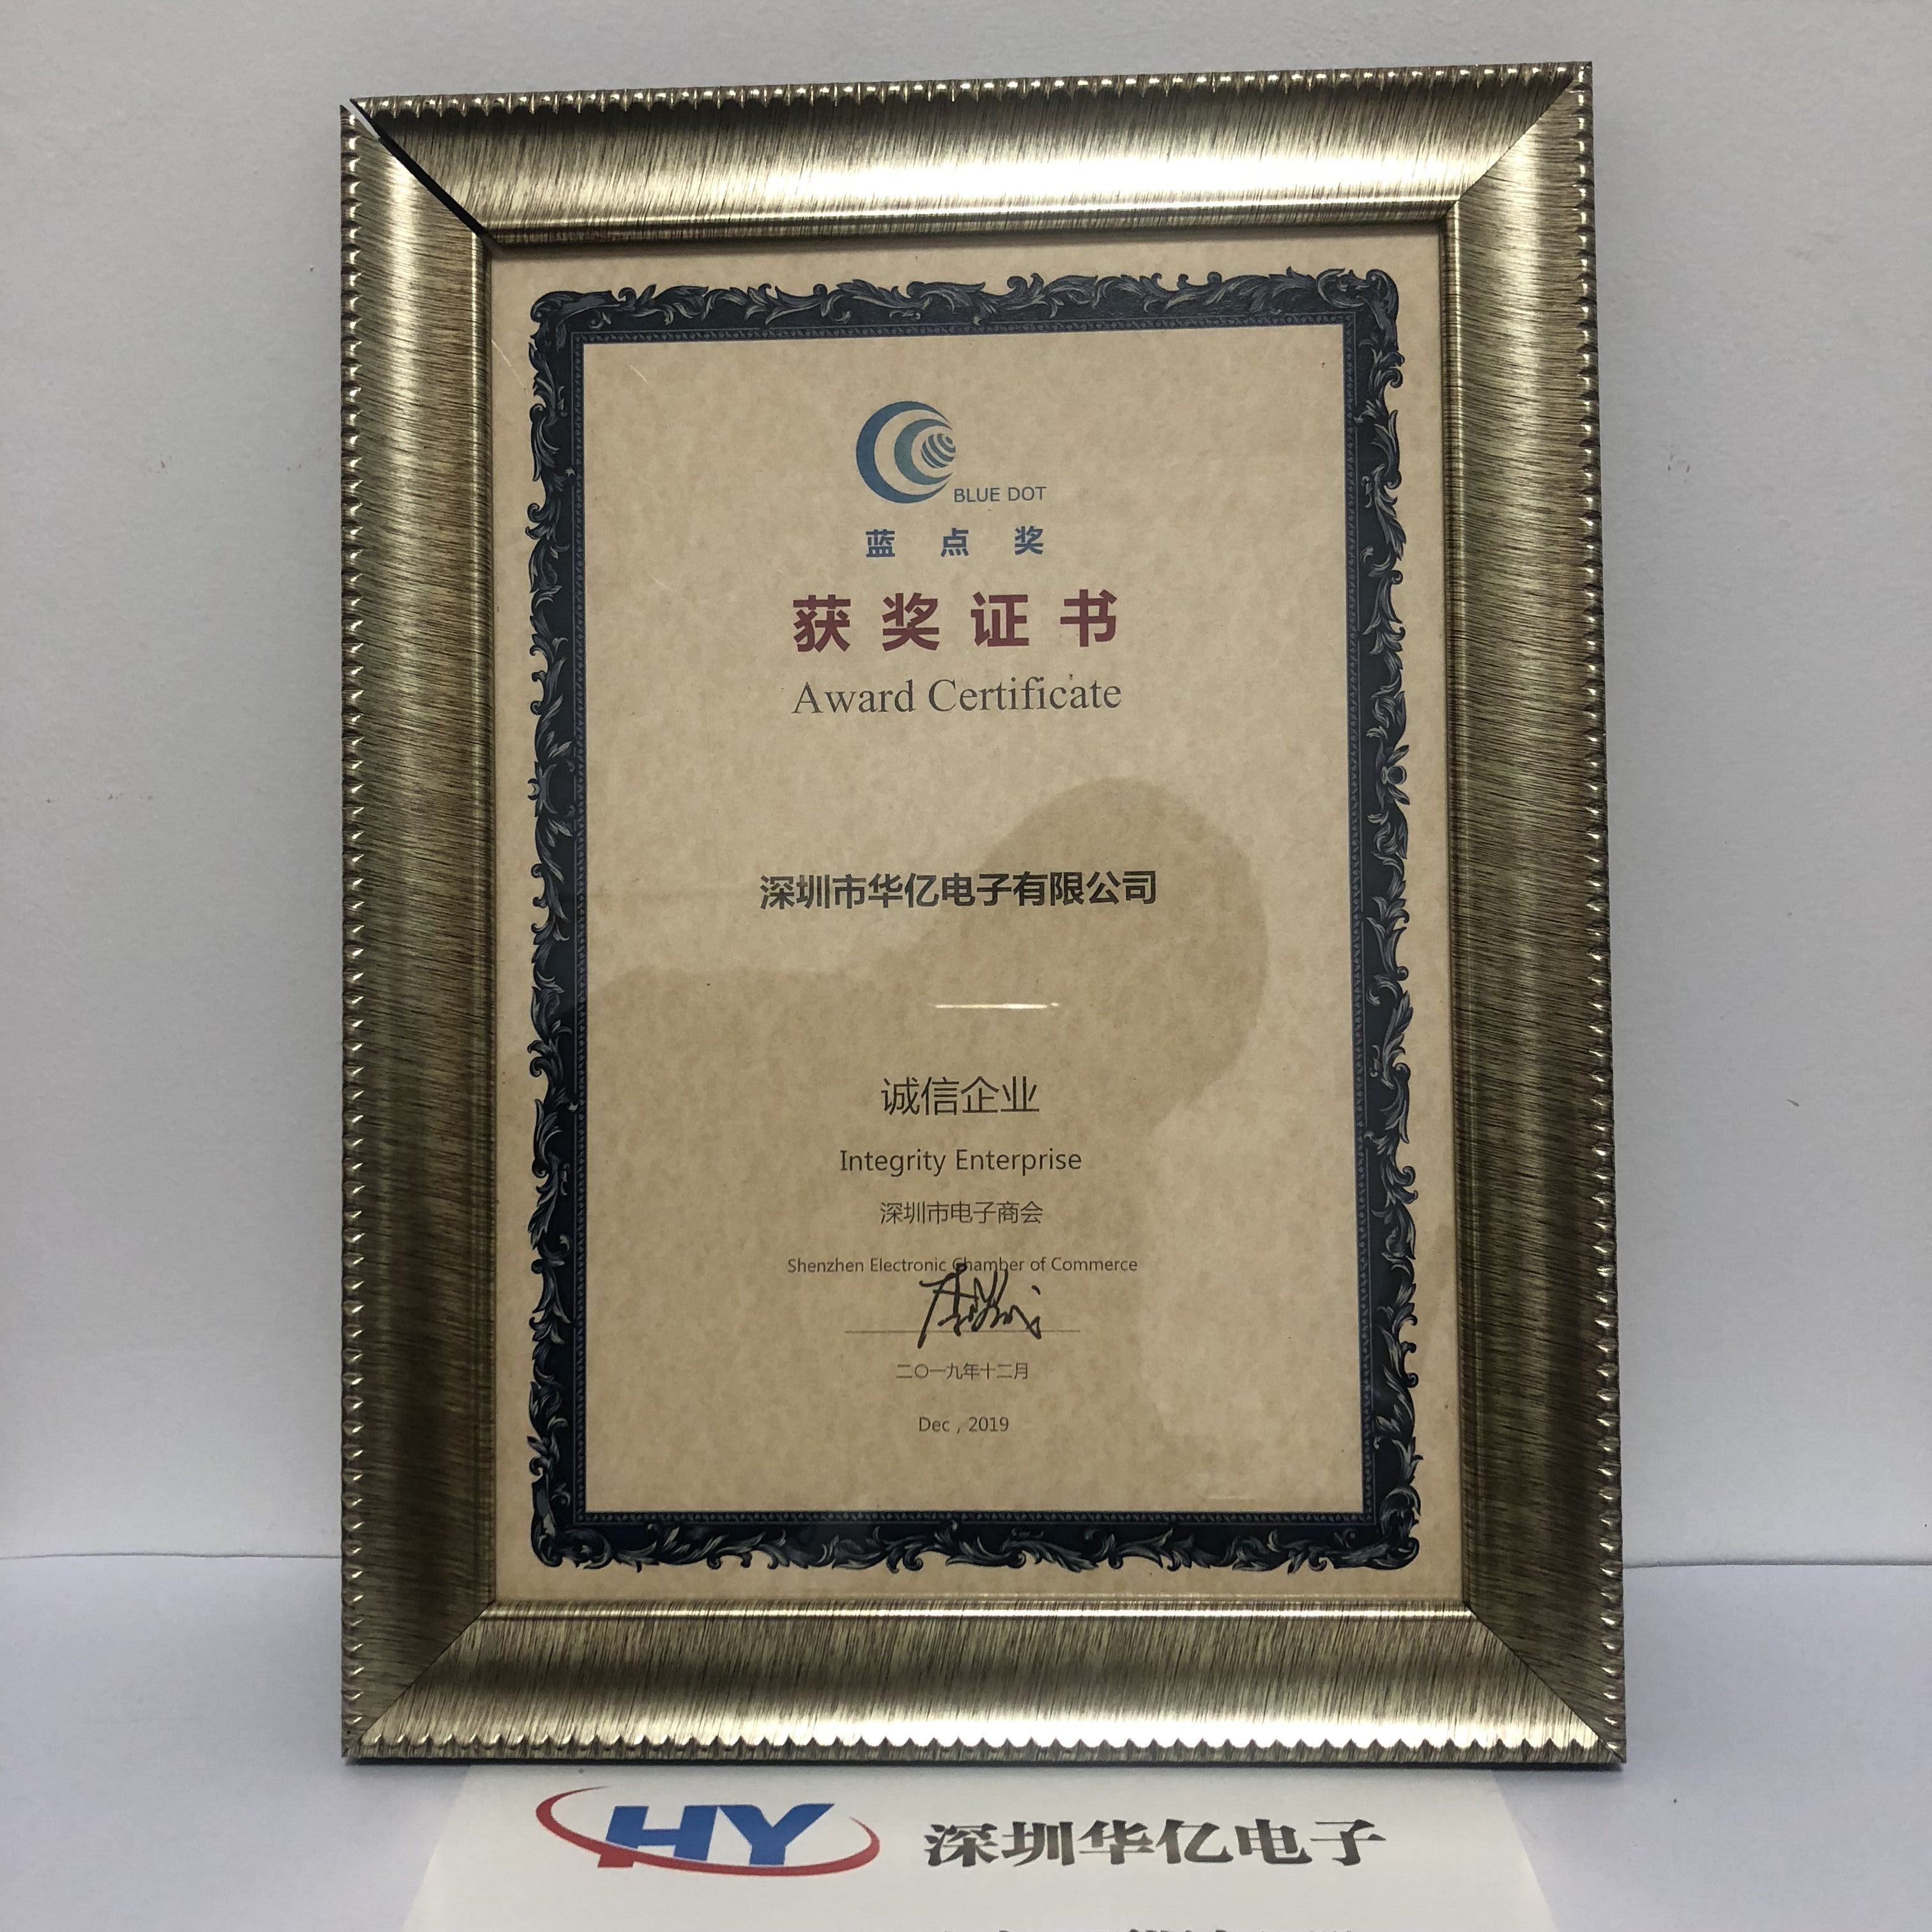 BLUE DOT
蓝点奖
获奖证书
Award Certificate
深圳市华亿电子有限公司
诚信企业
Integrity Enterprise
深圳市电子商会
Shenzhen Electronic Chamber of Commerce
二〇一九年十二月
Dec , 2019
HY 深圳华亿电子